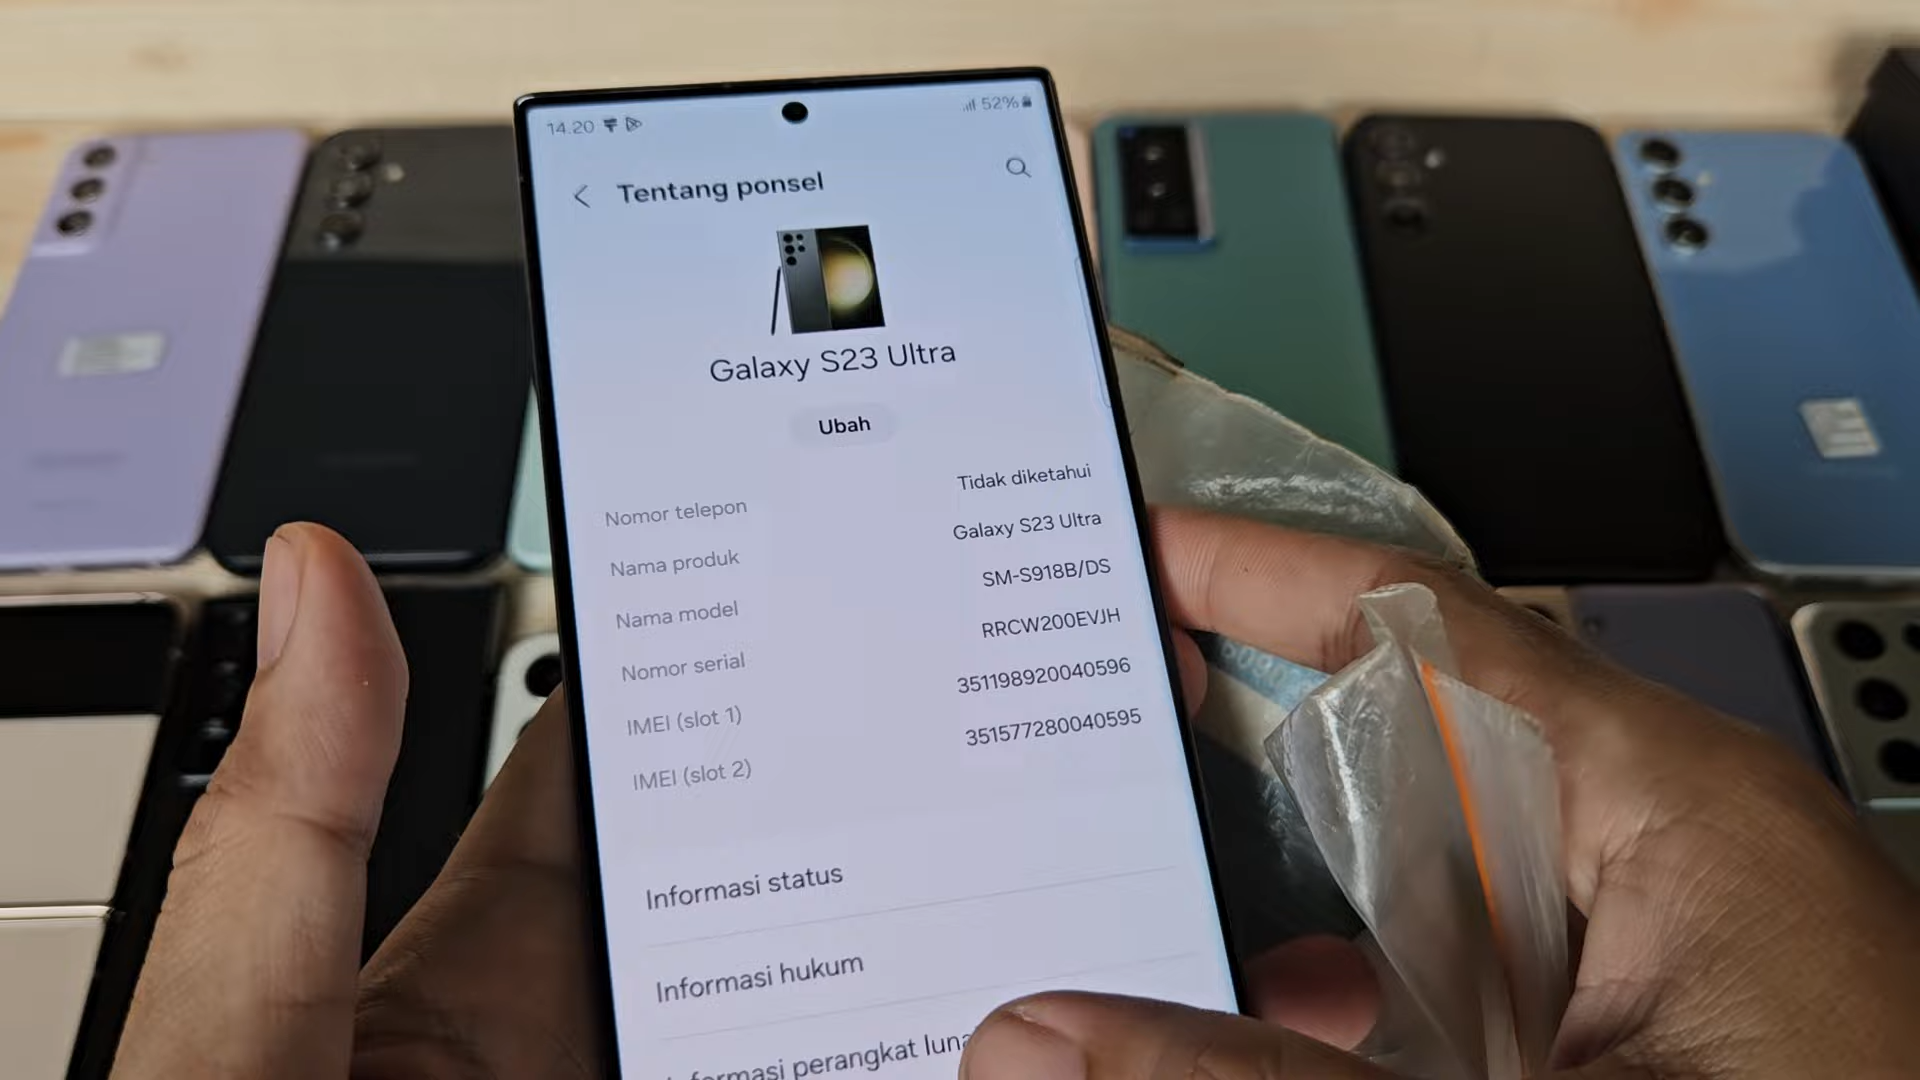 14.20
52%
Tentang ponsel
Galaxy S23 Ultra
Ubah
Nomor telepon Tidak diketahui
Nama produk Galaxy S23 Ultra
Nama model SM-S918B/DS
Nomor serial RRCW200EVJH
IMEI (slot 1) 351198920040596
IMEI (slot 2) 351577280040595
Informasi status
Informasi hukum
perangkat